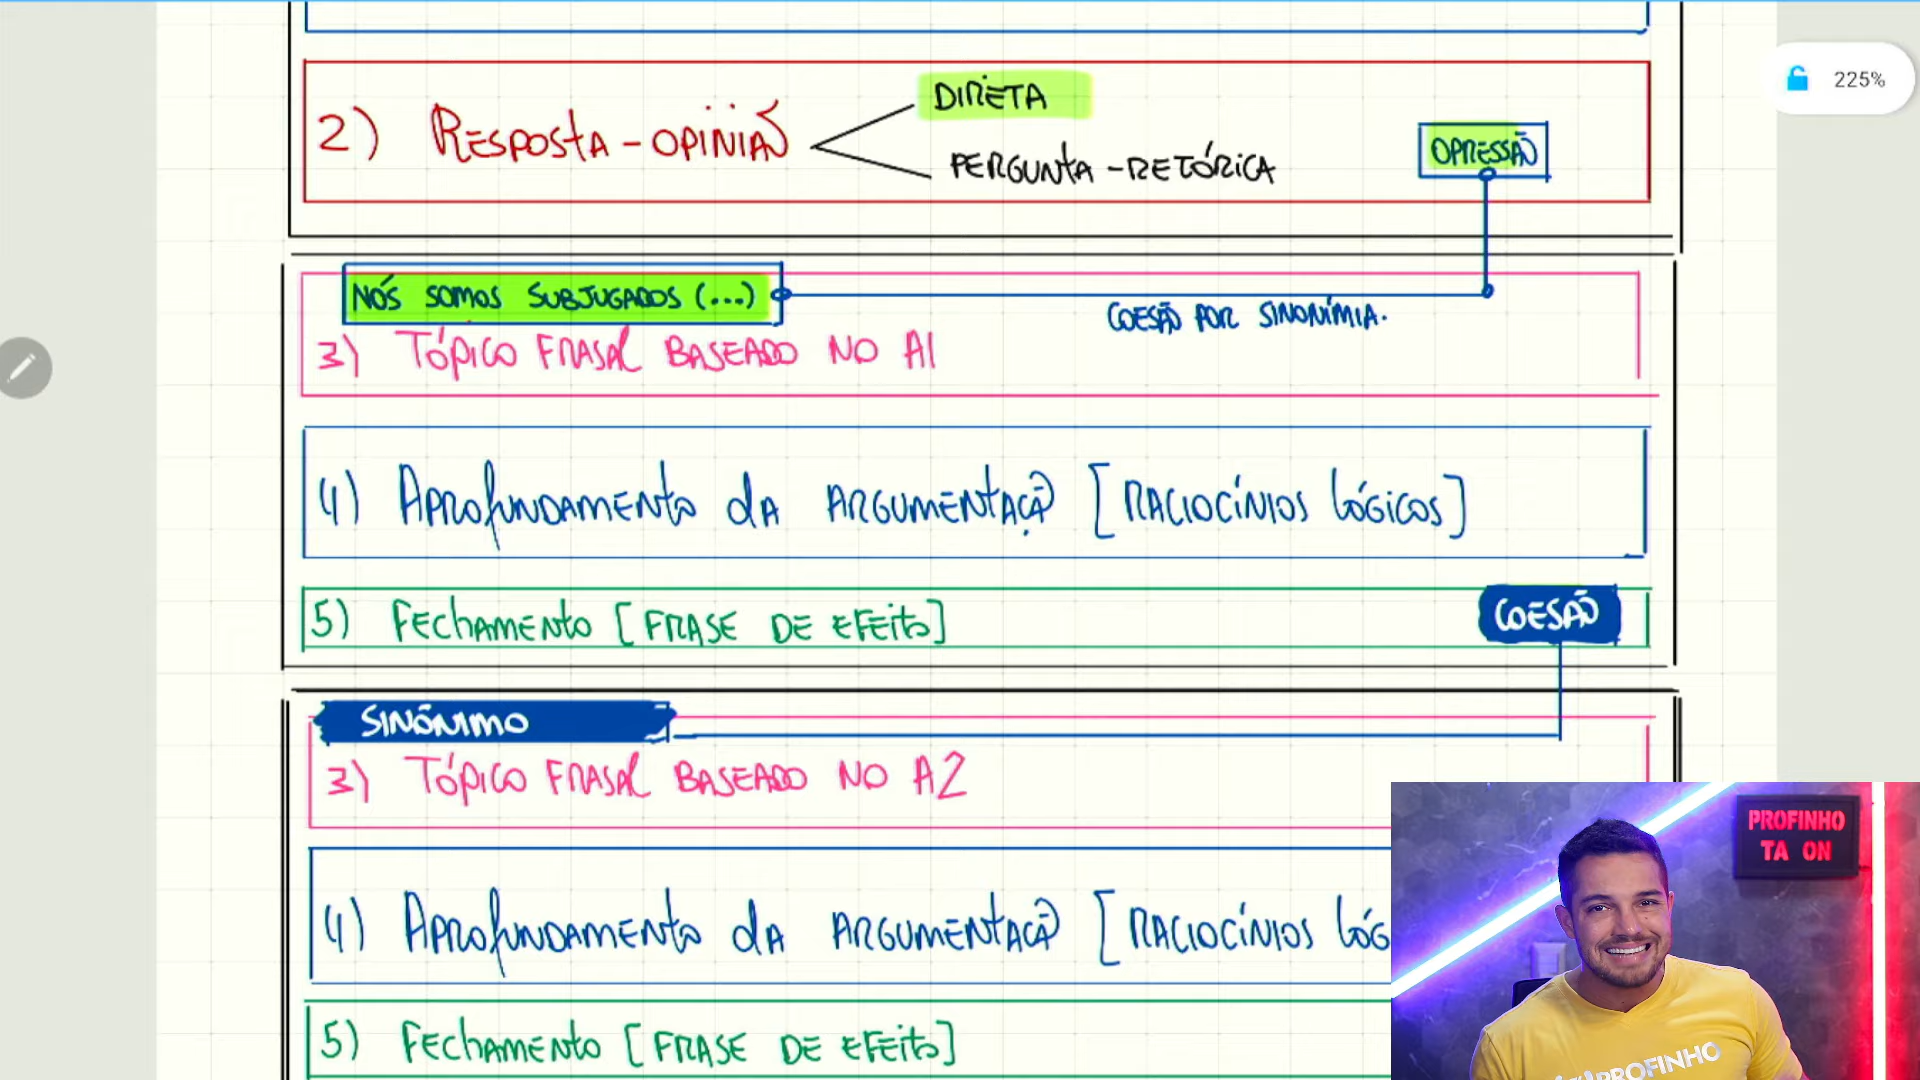 225%
2) RESPOSTA-OPINIÃO
DIRETA
PERGUNTA-RETÓRICA
OPRESSÃO
NÓS SOMOS SUBJUGADOS (...)
COESÃO POR SINONÍMIA.
3) TÓPICO FRASAL BASEADO NO A1
4) APROFUNDAMENTO DA ARGUMENTAÇÃO [RACIOCÍNIOS LÓGICOS]
5) FECHAMENTO [FRASE DE EFEITO]
COESÃO
SINÔNIMO
3) TÓPICO FRASAL BASEADO NO A2
4) APROFUNDAMENTO DA ARGUMENTAÇÃO [RACIOCÍNIOS LÓG
5) FECHAMENTO [FRASE DE EFEITO]
PROFINHO
TA ON
PROFINHO